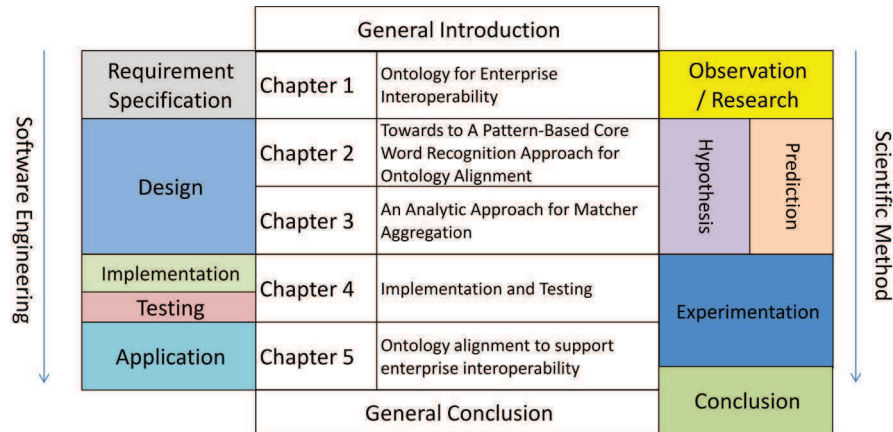 General Introduction
Software Engineering
Requirement
Specification
Chapter 1
Ontology for Enterprise
Interoperability
Observation
/ Research
Scientific Method
Design
Chapter 2
Towards to A Pattern-Based Core
Word Recognition Approach for
Ontology Alignment
Hypothesis
Prediction
Chapter 3
An Analytic Approach for Matcher
Aggregation
Implementation
Testing
Chapter 4
Implementation and Testing
Experimentation
Application
Chapter 5
Ontology alignment to support
enterprise interoperability
General Conclusion
Conclusion